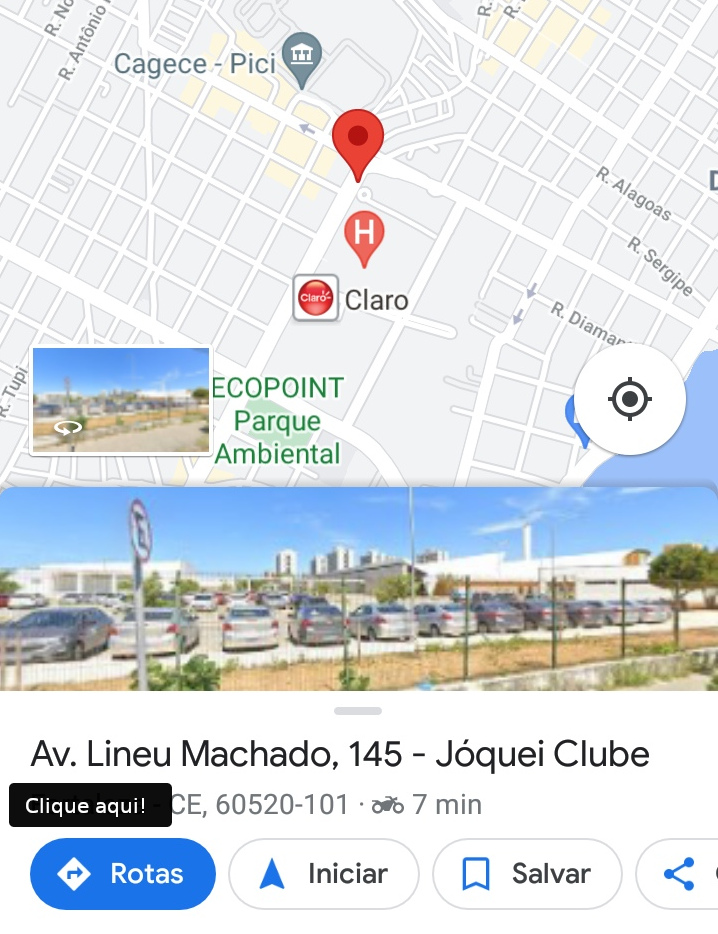 R. No
R. Antônio
R.
R.
Cagece - Pici
R. Alagoas
D
R. Sergipe
H
Claro-
Claro
R. Diaman
R. Tupi
ECOPOINT
Parque
Ambiental
E
Av. Lineu Machado, 145 - Jóquei Clube
Clique aqui! - CE, 60520-101 · 7 min
Rotas Iniciar Salvar